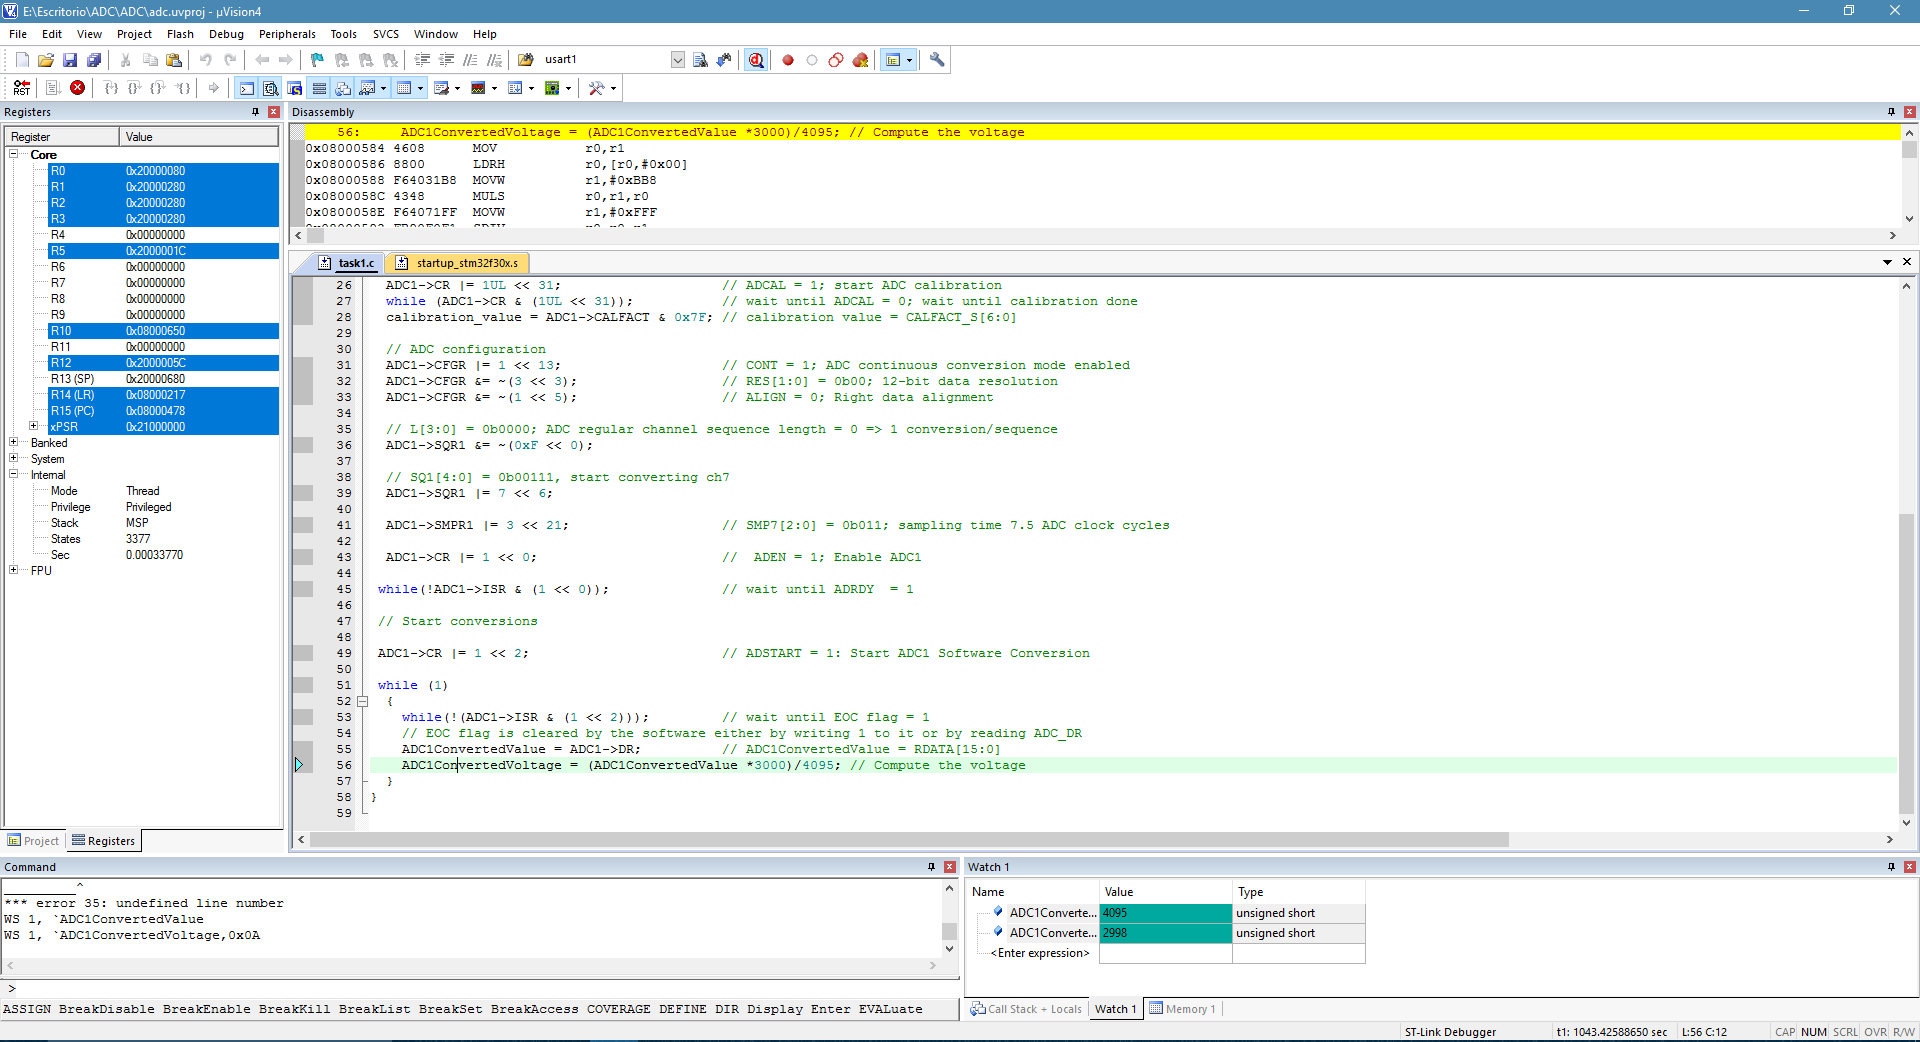 E:\Escritorio\ADC\ADC\adc.uvproj - µVision4
File Edit View Project Flash Debug Peripherals Tools SVCS Window Help
usart1
RST
Registers
Register Value
Core
R0 0x20000080
R1 0x20000280
R2 0x20000280
R3 0x20000280
R4 0x00000000
R5 0x2000001C
R6 0x00000000
R7 0x00000000
R8 0x00000000
R9 0x00000000
R10 0x08000650
R11 0x00000000
R12 0x2000005C
R13 (SP) 0x20000680
R14 (LR) 0x08000217
R15 (PC) 0x08000478
xPSR 0x21000000
Banked
System
Internal
Mode Thread
Privilege Privileged
Stack MSP
States 3377
Sec 0.00033770
FPU
Project Registers
Disassembly
56: ADC1ConvertedVoltage = (ADC1ConvertedValue *3000)/4095; // Compute the voltage
0x08000584 4608 MOV r0,r1
0x08000586 8800 LDRH r0,[r0,#0x00]
0x08000588 F64031B8 MOVW r1,#0xBB8
0x0800058C 4348 MULS r0,r1,r0
0x0800058E F64071FF MOVW r1,#0xFFF
task1.c startup_stm32f30x.s
26 ADC1->CR |= 1UL << 31; // ADCAL = 1; start ADC calibration
27 while (ADC1->CR & (1UL << 31)); // wait until ADCAL = 0; wait until calibration done
28 calibration_value = ADC1->CALFACT & 0x7F; // calibration value = CALFACT_S[6:0]
29
30 // ADC configuration
31 ADC1->CFGR |= 1 << 13; // CONT = 1; ADC continuous conversion mode enabled
32 ADC1->CFGR &= ~(3 << 3); // RES[1:0] = 0b00; 12-bit data resolution
33 ADC1->CFGR &= ~(1 << 5); // ALIGN = 0; Right data alignment
34
35 // L[3:0] = 0b0000; ADC regular channel sequence length = 0 => 1 conversion/sequence
36 ADC1->SQR1 &= ~(0xF << 0);
37
38 // SQ1[4:0] = 0b00111, start converting ch7
39 ADC1->SQR1 |= 7 << 6;
40
41 ADC1->SMPR1 |= 3 << 21; // SMP7[2:0] = 0b011; sampling time 7.5 ADC clock cycles
42
43 ADC1->CR |= 1 << 0; // ADEN = 1; Enable ADC1
44
45 while(!ADC1->ISR & (1 << 0)); // wait until ADRDY = 1
46
47 // Start conversions
48
49 ADC1->CR |= 1 << 2; // ADSTART = 1: Start ADC1 Software Conversion
50
51 while (1)
52 {
53 while(!(ADC1->ISR & (1 << 2))); // wait until EOC flag = 1
54 // EOC flag is cleared by the software either by writing 1 to it or by reading ADC_DR
55 ADC1ConvertedValue = ADC1->DR; // ADC1ConvertedValue = RDATA[15:0]
56 ADC1ConvertedVoltage = (ADC1ConvertedValue *3000)/4095; // Compute the voltage
57 }
58 }
59
Command
_________^
*** error 35: undefined line number
WS 1, `ADC1ConvertedValue
WS 1, `ADC1ConvertedVoltage,0x0A
>
ASSIGN BreakDisable BreakEnable BreakKill BreakList BreakSet BreakAccess COVERAGE DEFINE DIR Display Enter EVALuate
Watch 1
Name Value Type
ADC1Converte... 4095 unsigned short
ADC1Converte... 2998 unsigned short
<Enter expression>
Call Stack + Locals Watch 1 Memory 1
ST-Link Debugger t1: 1043.42588650 sec L:56 C:12 CAP NUM SCRL OVR R/W